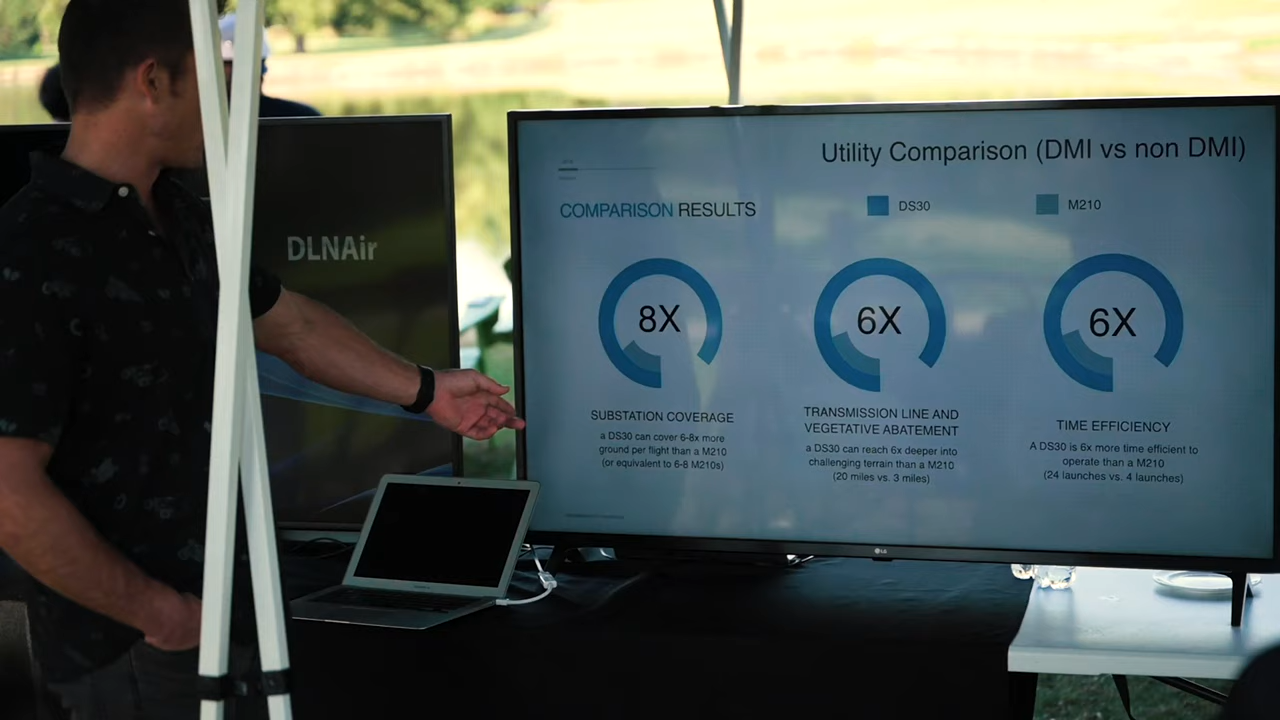 DLNAir
Utility Comparison (DMI vs non DMI)
COMPARISON RESULTS
DS30
M210
8X
SUBSTATION COVERAGE
a DS30 can cover 6-8x more
ground per flight than a M210
(or equivalent to 6-8 M210s)
6X
TRANSMISSION LINE AND
VEGETATIVE ABATEMENT
a DS30 can reach 6x deeper into
challenging terrain than a M210
(20 miles vs. 3 miles)
6X
TIME EFFICIENCY
A DS30 is 6x more time efficient to
operate than a M210
(24 launches vs. 4 launches)
LG